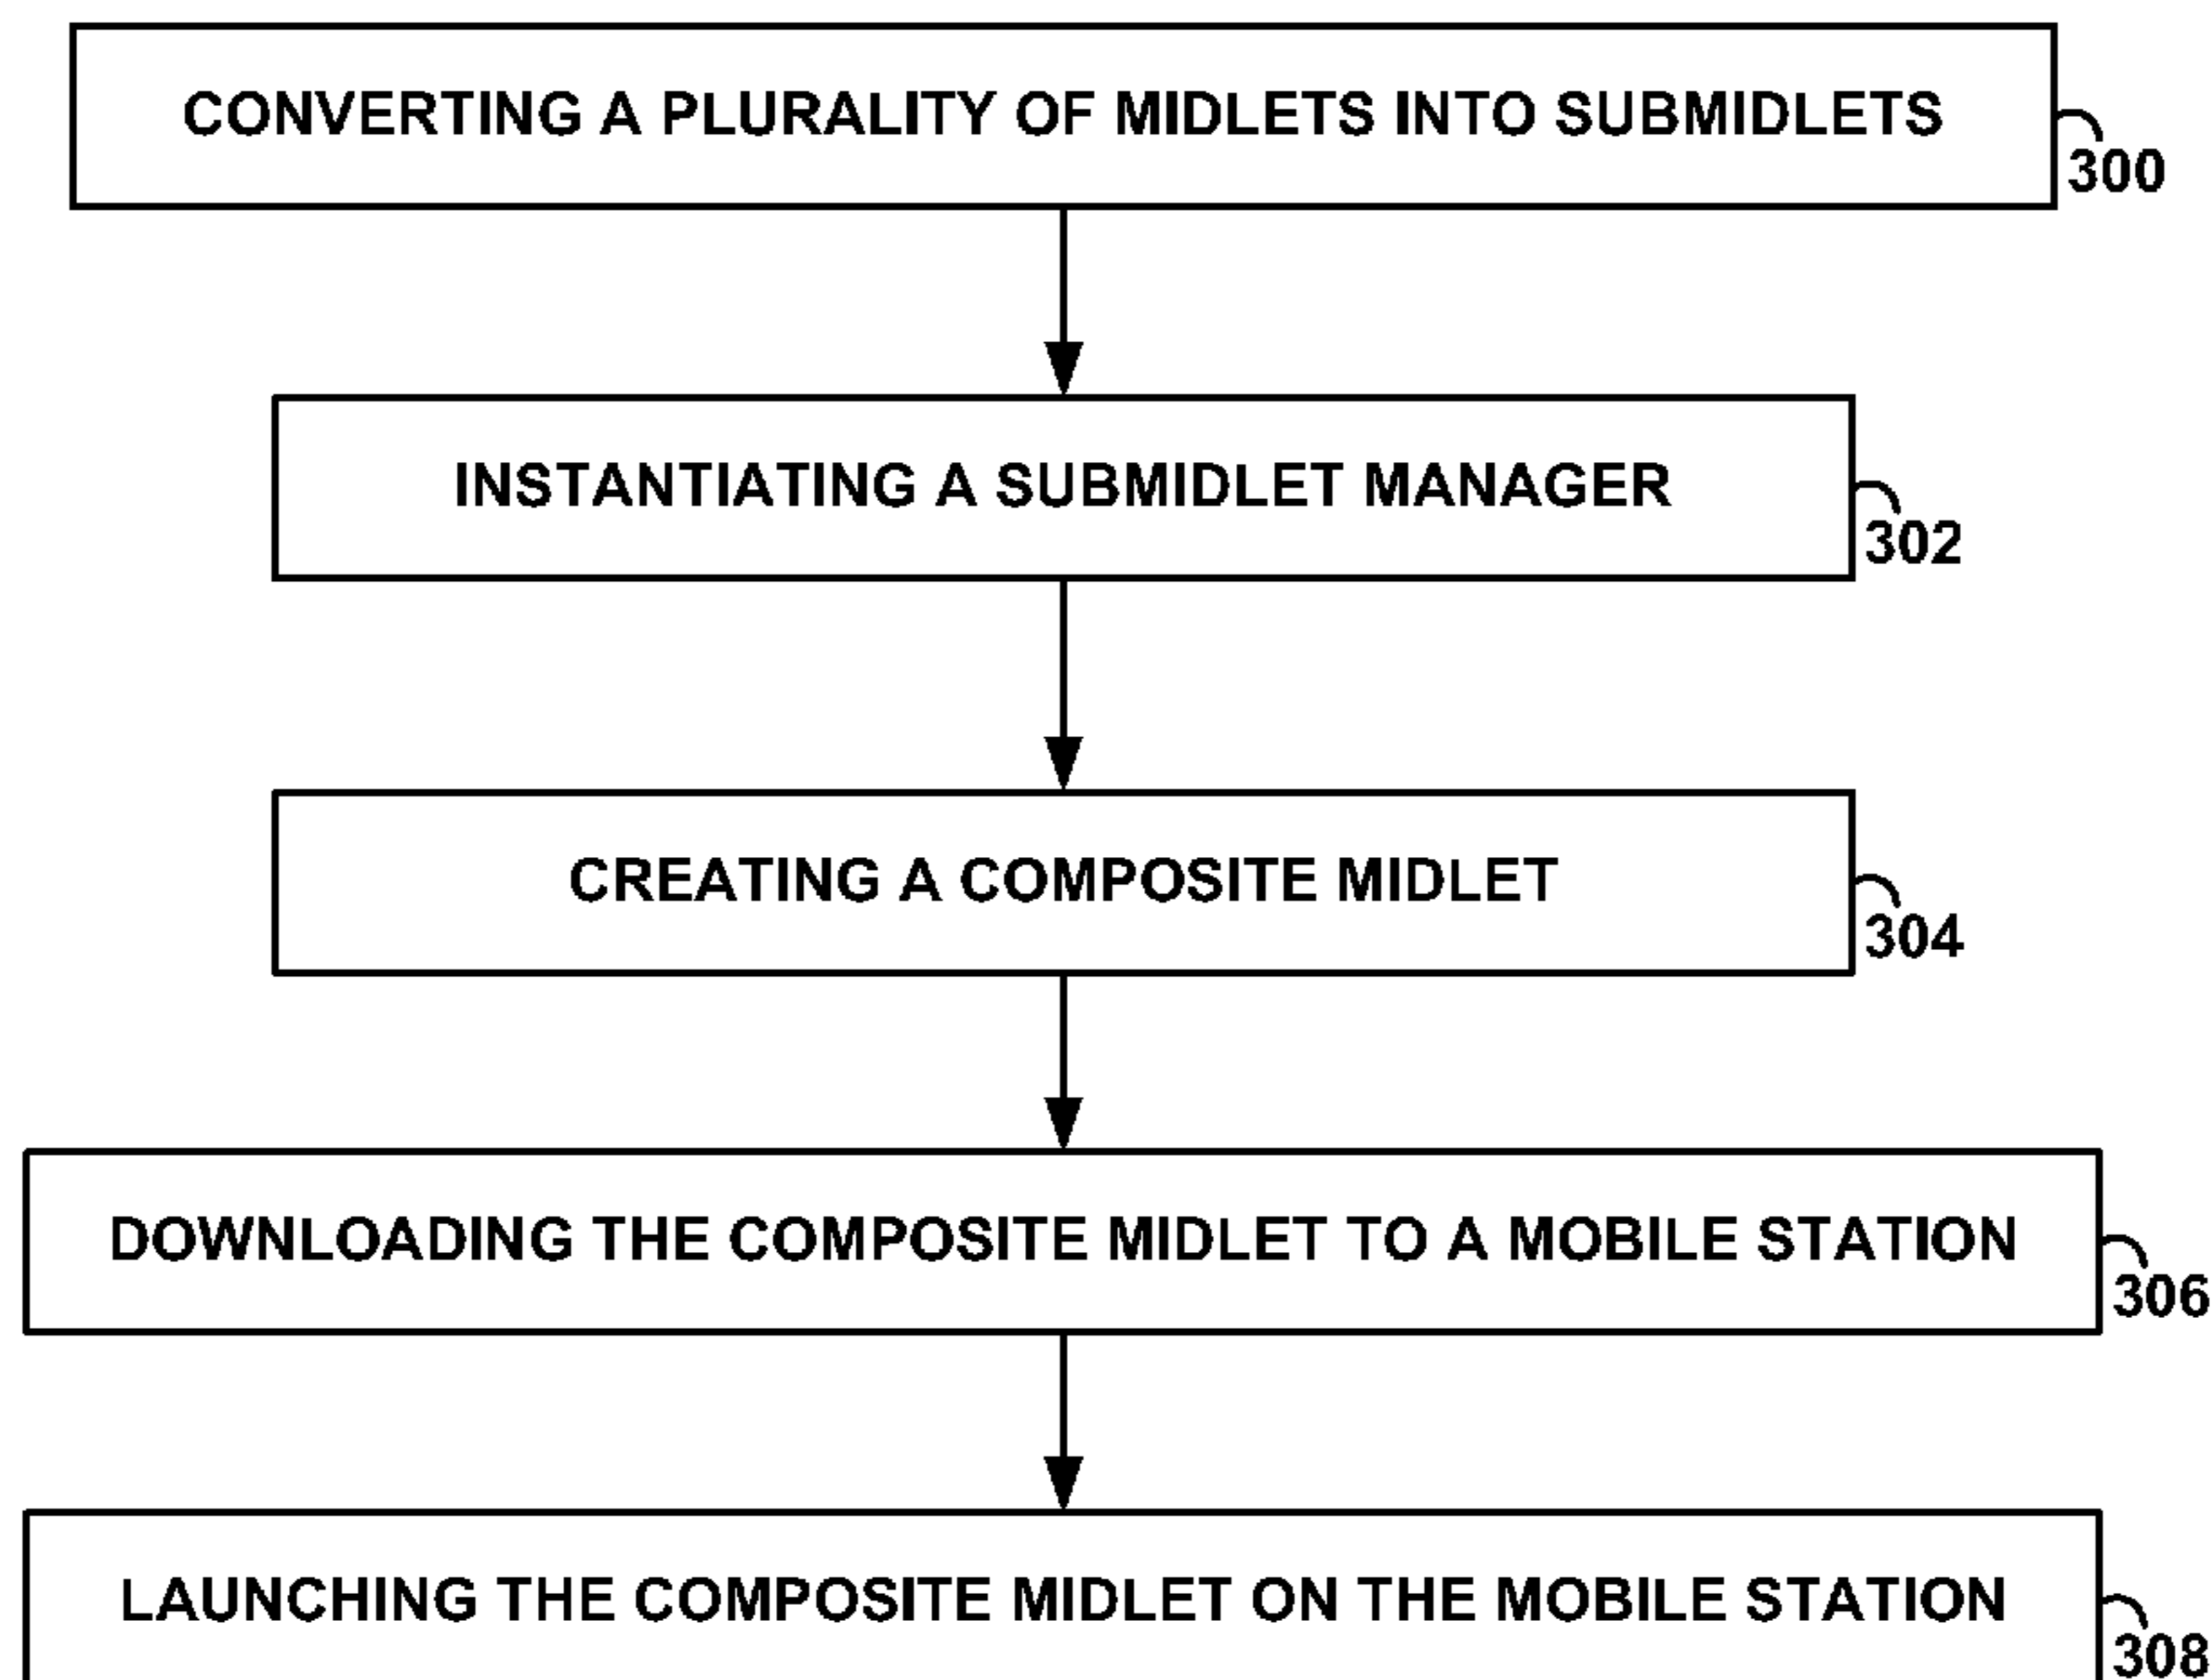 CONVERTING A PLURALITY OF MIDLETS INTO SUBMIDLETS
300
INSTANTIATING A SUBMIDLET MANAGER
302
CREATING A COMPOSITE MIDLET
304
DOWNLOADING THE COMPOSITE MIDLET TO A MOBILE STATION
306
LAUNCHING THE COMPOSITE MIDLET ON THE MOBILE STATION
308